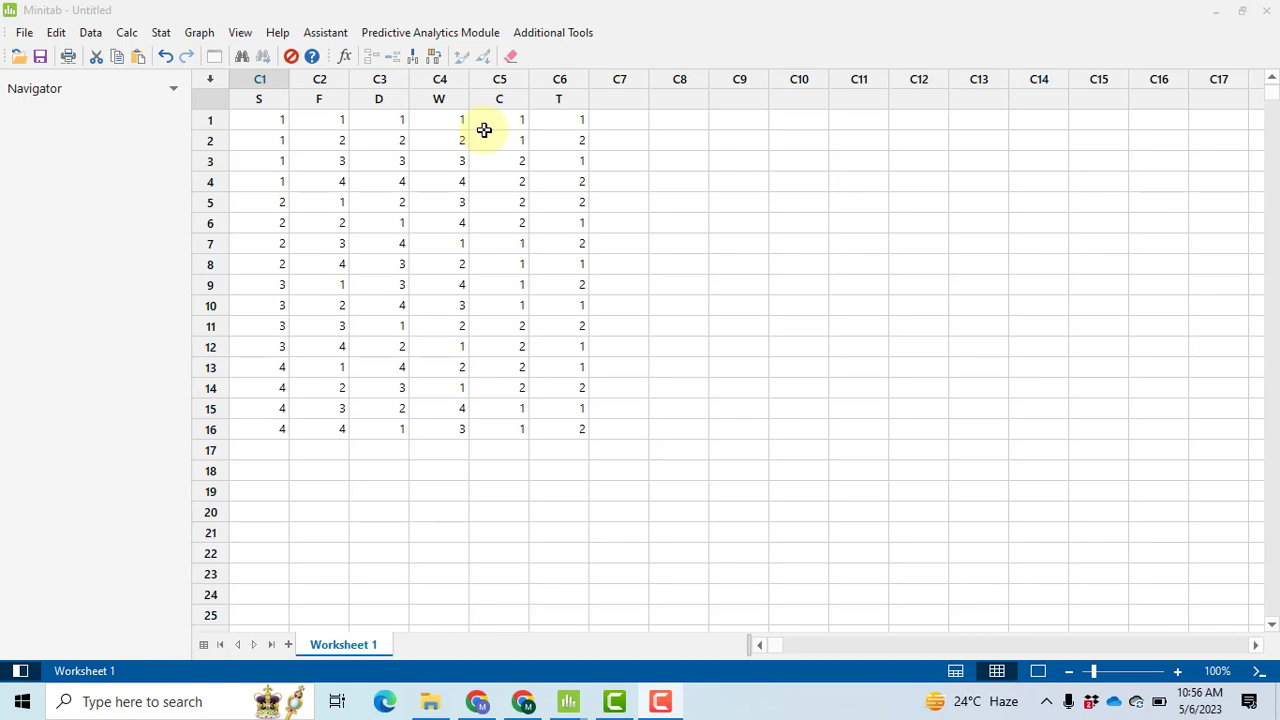 Minitab - Untitled
File Edit Data Calc Stat Graph View Help Assistant Predictive Analytics Module Additional Tools
Navigator
C1 C2 C3 C4 C5 C6 C7 C8 C9 C10 C11 C12 C13 C14 C15 C16 C17
S F D W C T
1 1 1 1 1 1 1
2 1 2 2 2 1 2
3 1 3 3 3 2 1
4 1 4 4 4 2 2
5 2 1 2 3 2 2
6 2 2 1 4 2 1
7 2 3 4 1 1 2
8 2 4 3 2 1 1
9 3 1 3 4 1 2
10 3 2 4 3 1 1
11 3 3 1 2 2 2
12 3 4 2 1 2 1
13 4 1 4 2 2 1
14 4 2 3 1 2 2
15 4 3 2 4 1 1
16 4 4 1 3 1 2
17
18
19
20
21
22
23
24
25
Worksheet 1
Worksheet 1 100%
Type here to search 24°C Haze 10:56 AM
5/6/2023